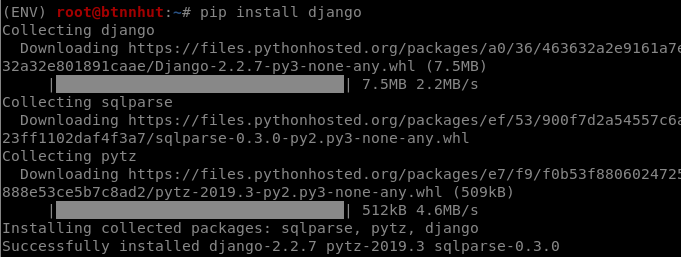 (ENV) root@btnnhut:~# pip install django
Collecting django
  Downloading https://files.pythonhosted.org/packages/a0/36/463632a2e9161a7e
32a32e801891caae/Django-2.2.7-py3-none-any.whl (7.5MB)
     |████████████████████████████████| 7.5MB 2.2MB/s
Collecting sqlparse
  Downloading https://files.pythonhosted.org/packages/ef/53/900f7d2a54557c6a
23ff1102daf4f3a7/sqlparse-0.3.0-py2.py3-none-any.whl
Collecting pytz
  Downloading https://files.pythonhosted.org/packages/e7/f9/f0b53f8806024725
888e53ce5b7c8ad2/pytz-2019.3-py2.py3-none-any.whl (509kB)
     |████████████████████████████████| 512kB 4.6MB/s
Installing collected packages: sqlparse, pytz, django
Successfully installed django-2.2.7 pytz-2019.3 sqlparse-0.3.0